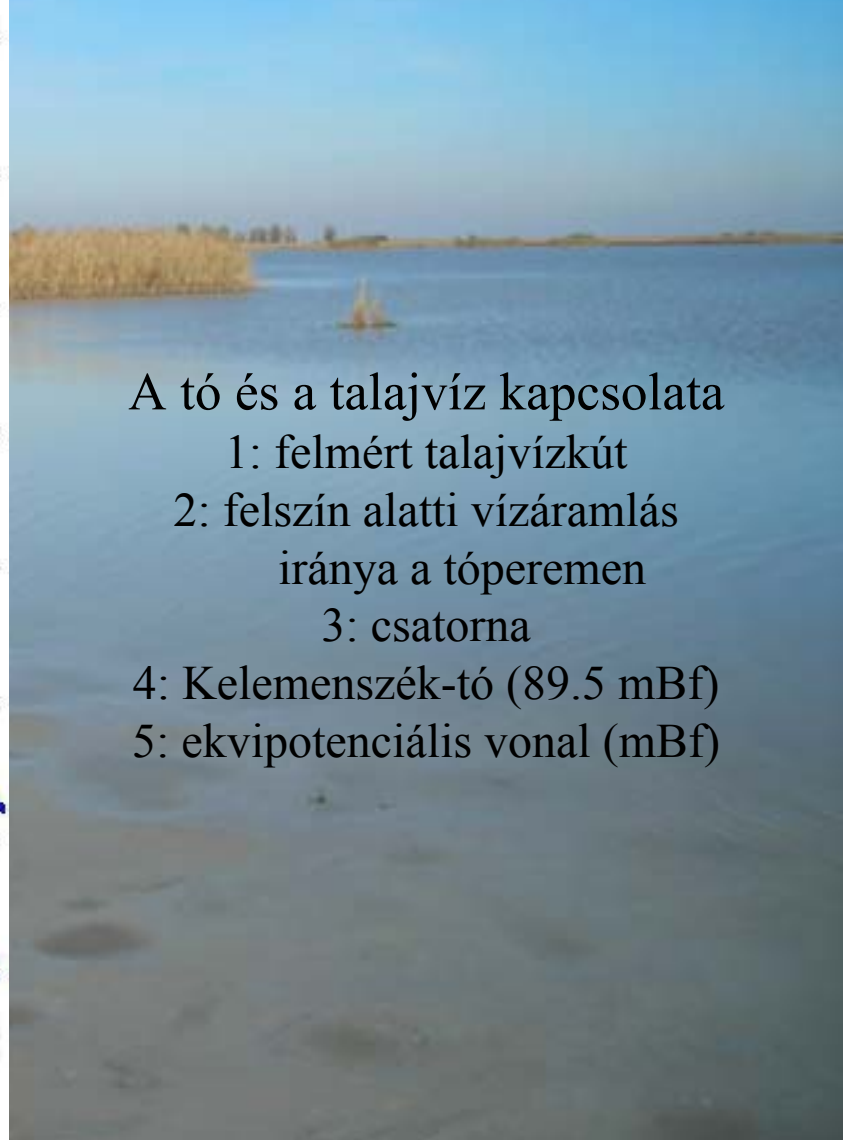 A tó és a talajvíz kapcsolata
1: felmért talajvízkút
2: felszín alatti vízáramlás
iránya a tóperemen
3: csatorna
4: Kelemenszék-tó (89.5 mBf)
5: ekvipotenciális vonal (mBf)